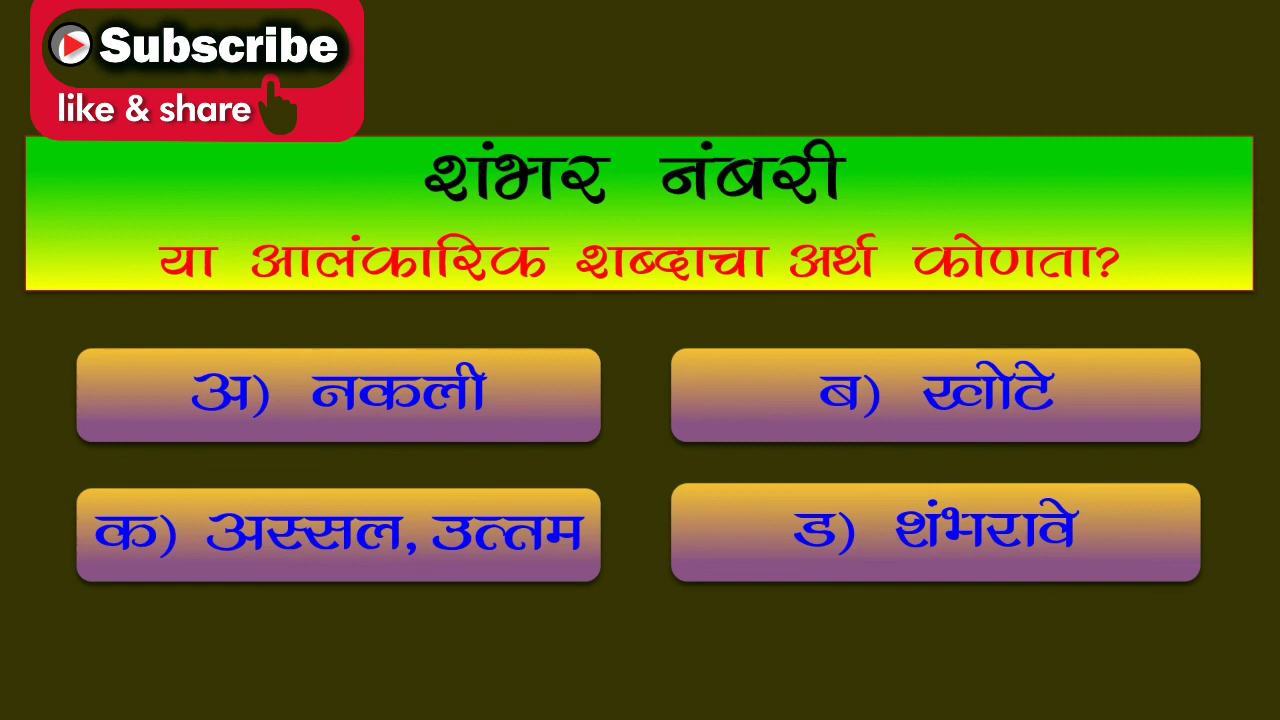 Subscribe
like & share
शंभर नंबरी
या आलंकारिक शब्दाचा अर्थ कोणता?
अ) नकली
ब) खोटे
क) अस्सल, उत्तम
ड) शंभरावे